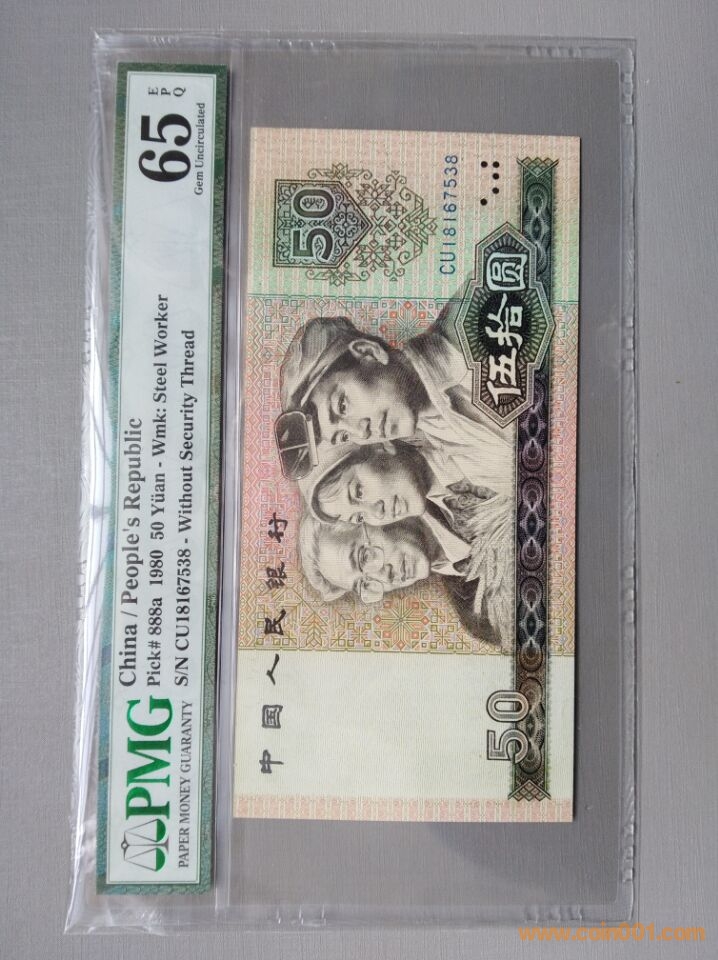 PMG
PAPER MONEY GUARANTY
China / People's Republic
Pick# 888a 1980 50 Yüan - Wmk: Steel Worker
S/N CU18167538 - Without Security Thread
65
E
P
Q
Gem Uncirculated
中国人民银行
50
CU18167538
伍拾圆
50
www.coin001.com